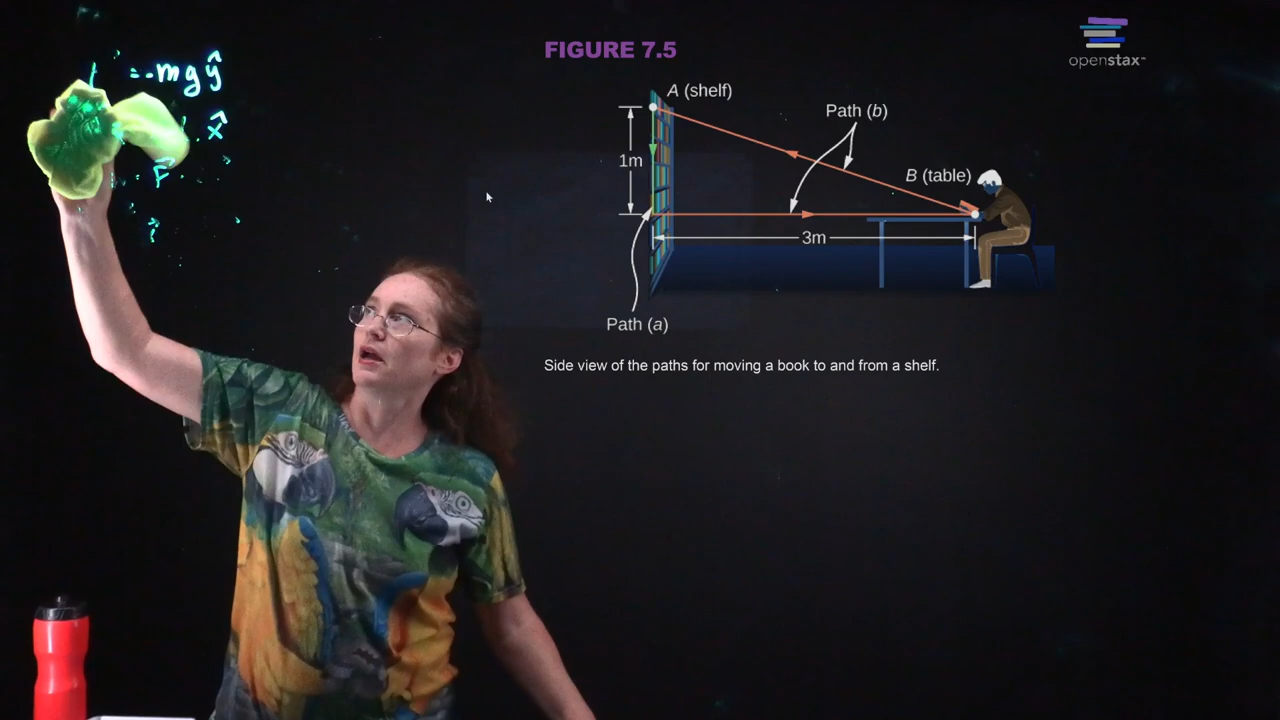 = -mgŷ
. x̂
. F⃗
?
FIGURE 7.5
openstax™
A (shelf)
Path (b)
1m
B (table)
3m
Path (a)
Side view of the paths for moving a book to and from a shelf.